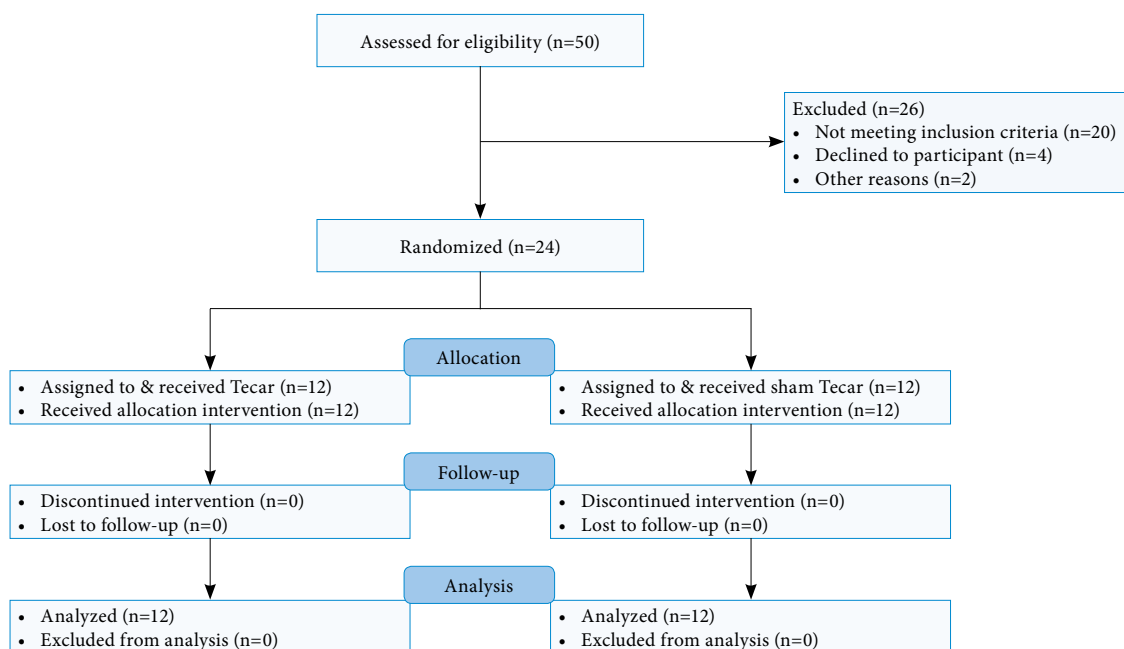 Assessed for eligibility (n=50)
Excluded (n=26)
• Not meeting inclusion criteria (n=20)
• Declined to participant (n=4)
• Other reasons (n=2)
Randomized (n=24)
Allocation
• Assigned to & received Tecar (n=12)
• Received allocation intervention (n=12)
• Assigned to & received sham Tecar (n=12)
• Received allocation intervention (n=12)
Follow-up
• Discontinued intervention (n=0)
• Lost to follow-up (n=0)
• Discontinued intervention (n=0)
• Lost to follow-up (n=0)
Analysis
• Analyzed (n=12)
• Excluded from analysis (n=0)
• Analyzed (n=12)
• Excluded from analysis (n=0)